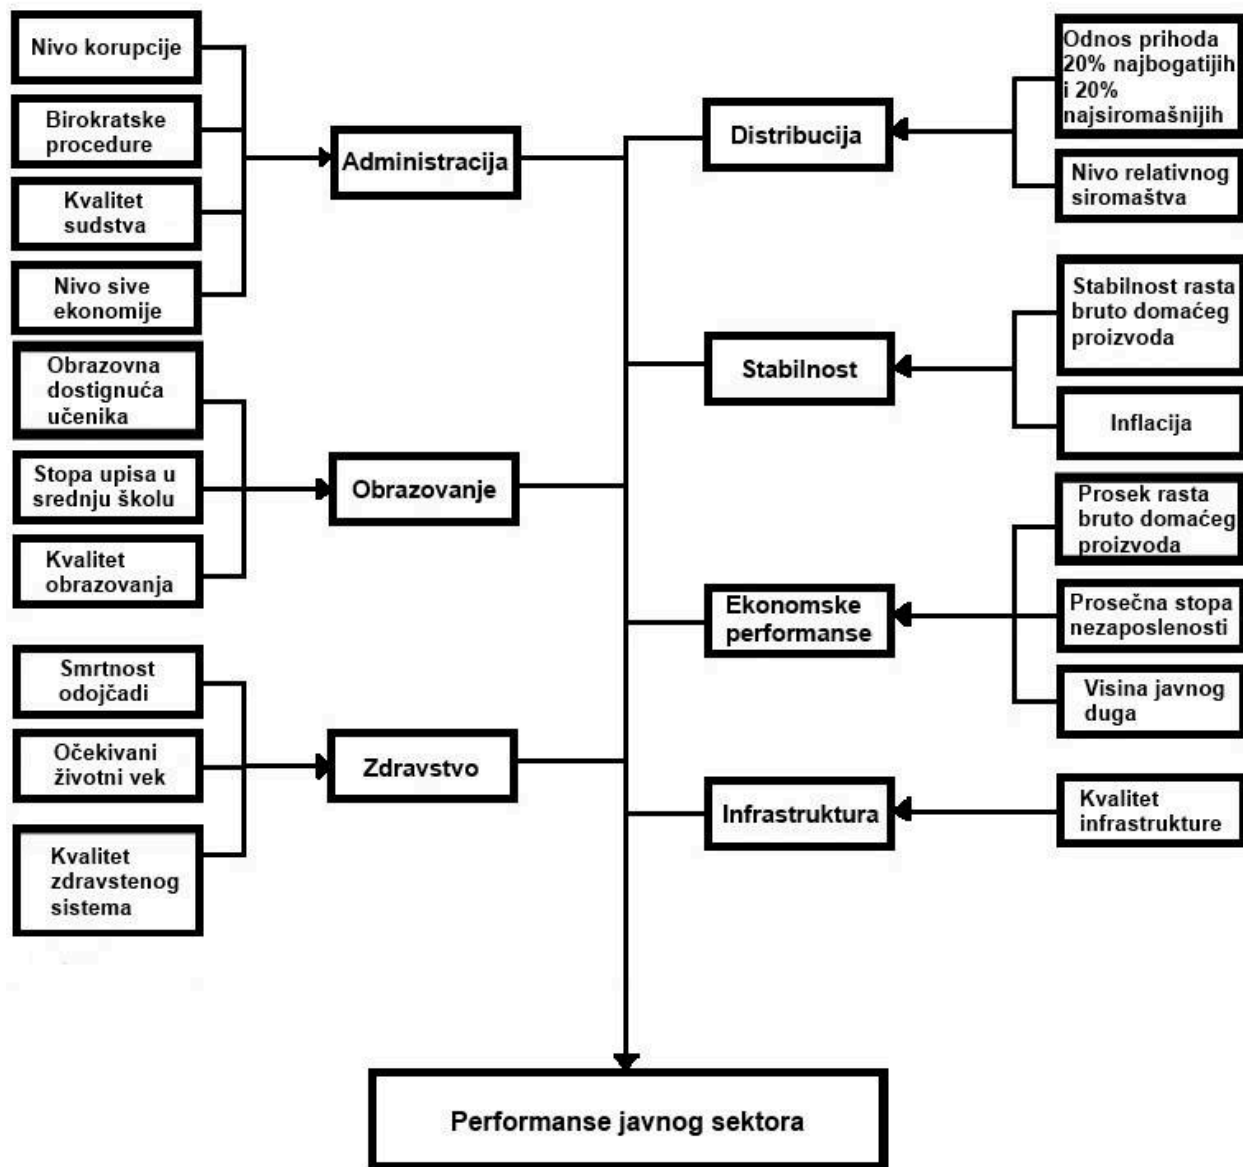 Nivo korupcije
Birokratske
procedure
Kvalitet
sudstva
Nivo sive
ekonomije
Administracija
Obrazovna
dostignuća
učenika
Stopa upisa u
srednju školu
Kvalitet
obrazovanja
Obrazovanje
Smrtnost
odojčadi
Očekivani
životni vek
Kvalitet
zdravstenog
sistema
Zdravstvo
Distribucija
Odnos prihoda
20% najbogatijih
i 20%
najsiromašnijih
Nivo relativnog
siromaštva
Stabilnost
Stabilnost rasta
bruto domaćeg
proizvoda
Inflacija
Ekonomske
performanse
Prosek rasta
bruto domaćeg
proizvoda
Prosečna stopa
nezaposlenosti
Visina javnog
duga
Infrastruktura
Kvalitet
infrastrukture
Performanse javnog sektora